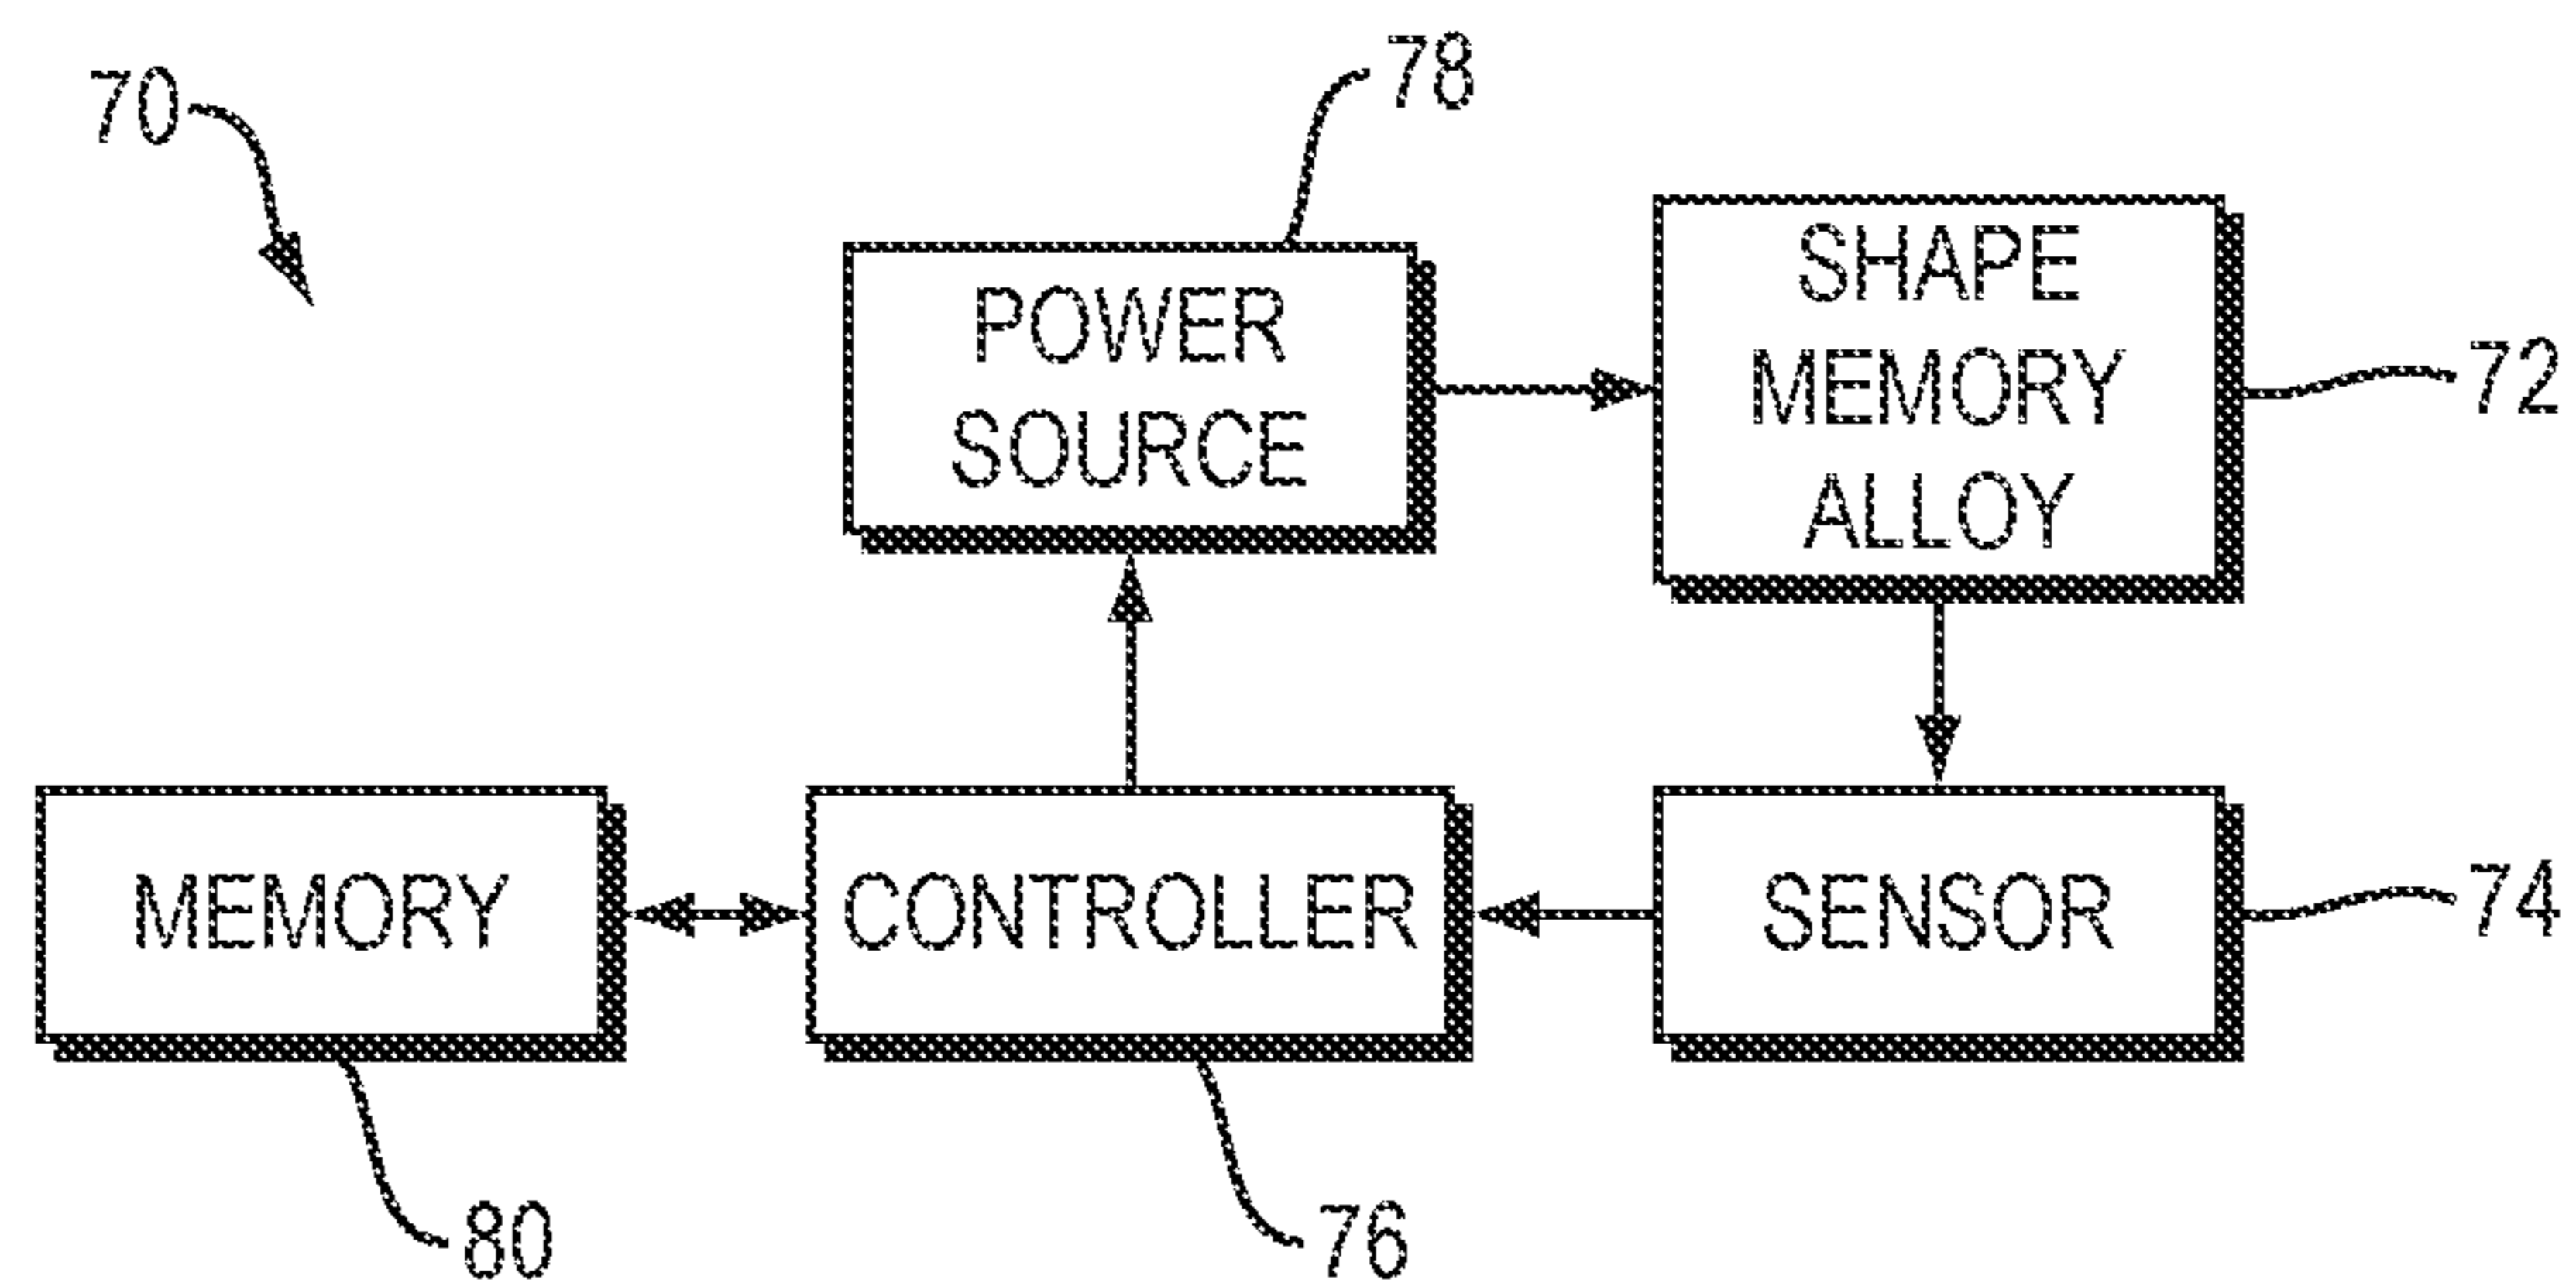 70
78
POWER
SOURCE
SHAPE
MEMORY
ALLOY
72
MEMORY
CONTROLLER
SENSOR
74
80
76